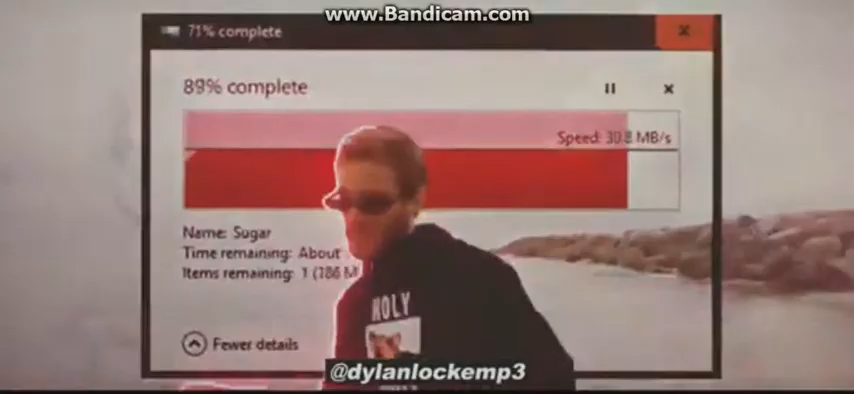 www.Bandicam.com
71% complete
89% complete
Speed: 30.8 MB/s
Name: Sugar
Time remaining: About
Items remaining: 1 (186 M
Fewer details
HOLY
@dylanlockemp3